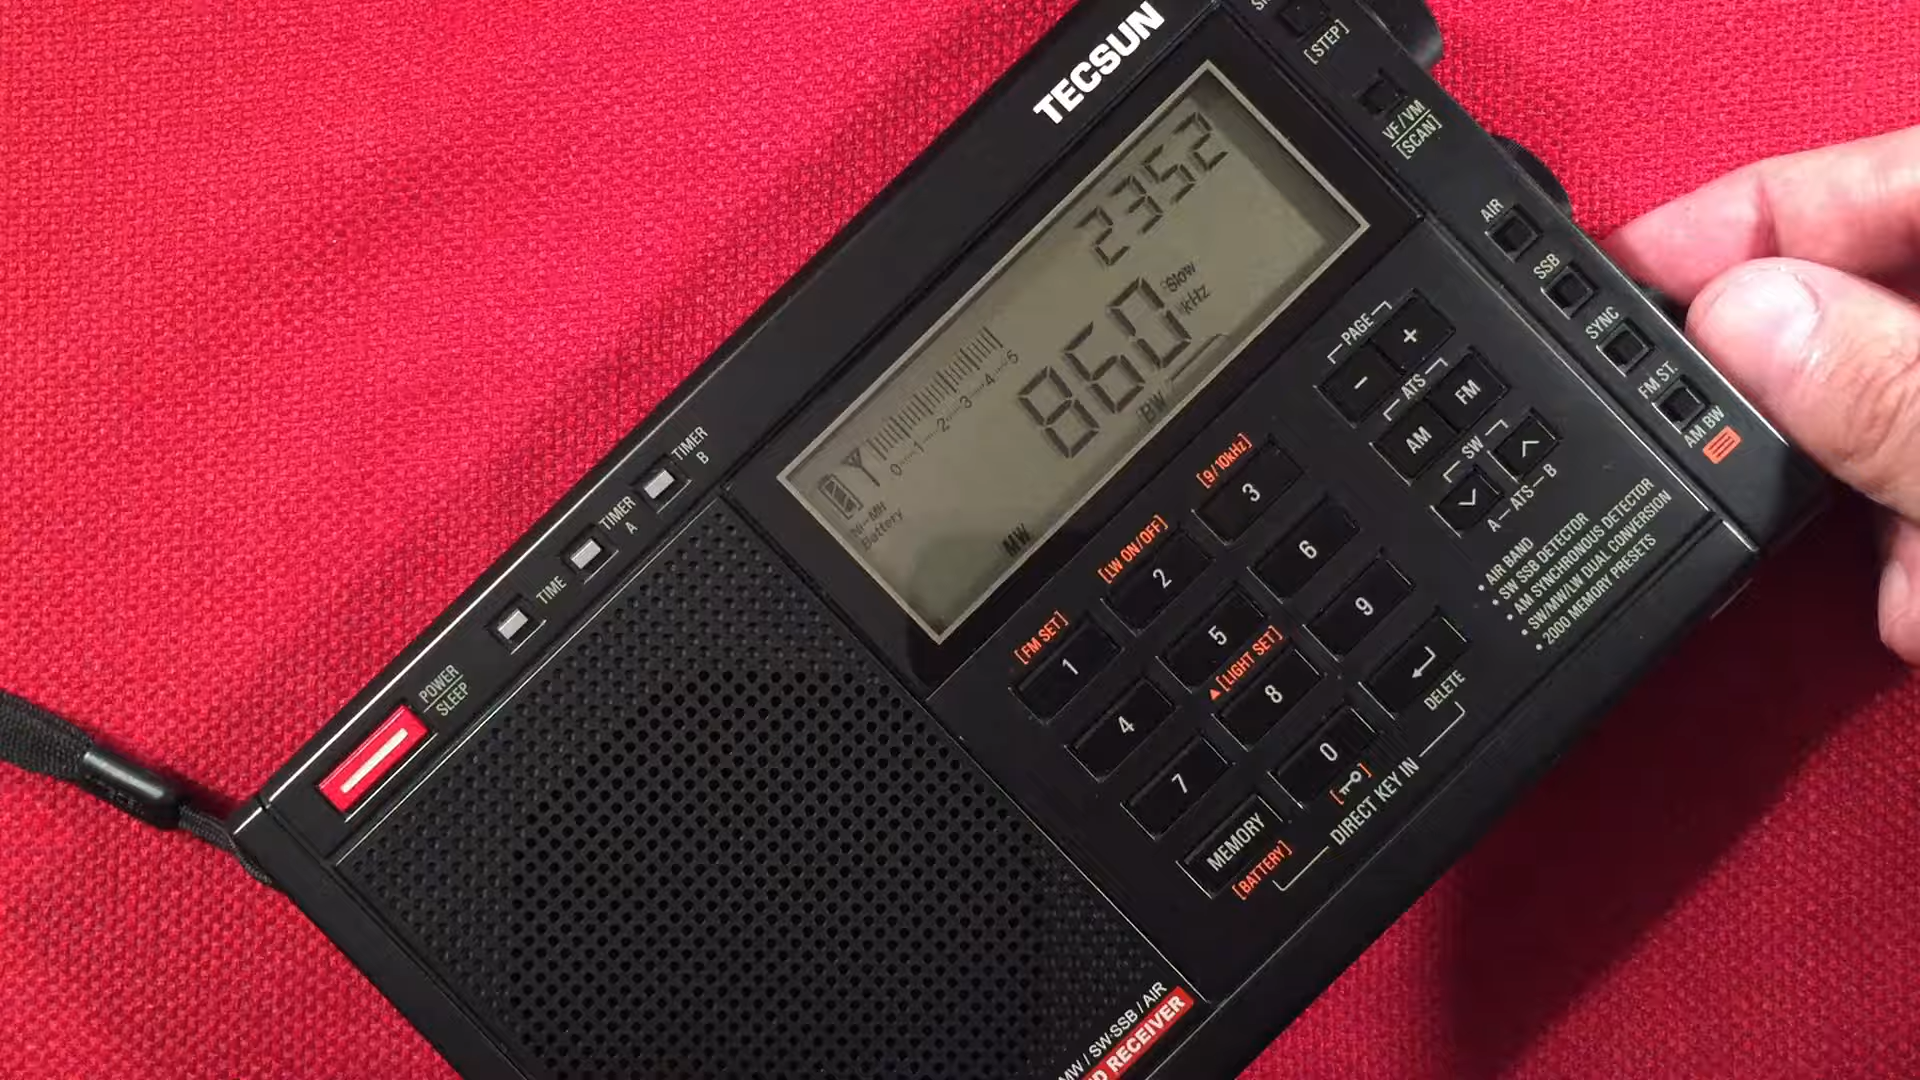 TECSUN
[STEP]
VF/VM
[SCAN]
2352
860
Slow
kHz
BW
0 1 2 3 4 5
Ni-MH
Battery
MW
AIR
SSB
SYNC
FM ST.
AM BW
PAGE
- +
ATS
AM FM
SW
A-ATS-B
TIMER
B
TIMER
A
TIME
POWER
SLEEP
[FM SET]
[LW ON/OFF]
[9/10kHz]
1 2 3
4 5 6
▲[LIGHT SET]
7 8 9
0
DELETE
MEMORY
[BATTERY]
DIRECT KEY IN
• AIR BAND
• SW SSB DETECTOR
• AM SYNCHRONOUS DETECTOR
• SW/MW/LW DUAL CONVERSION
• 2000 MEMORY PRESETS
MW / SW-SSB / AIR
RECEIVER